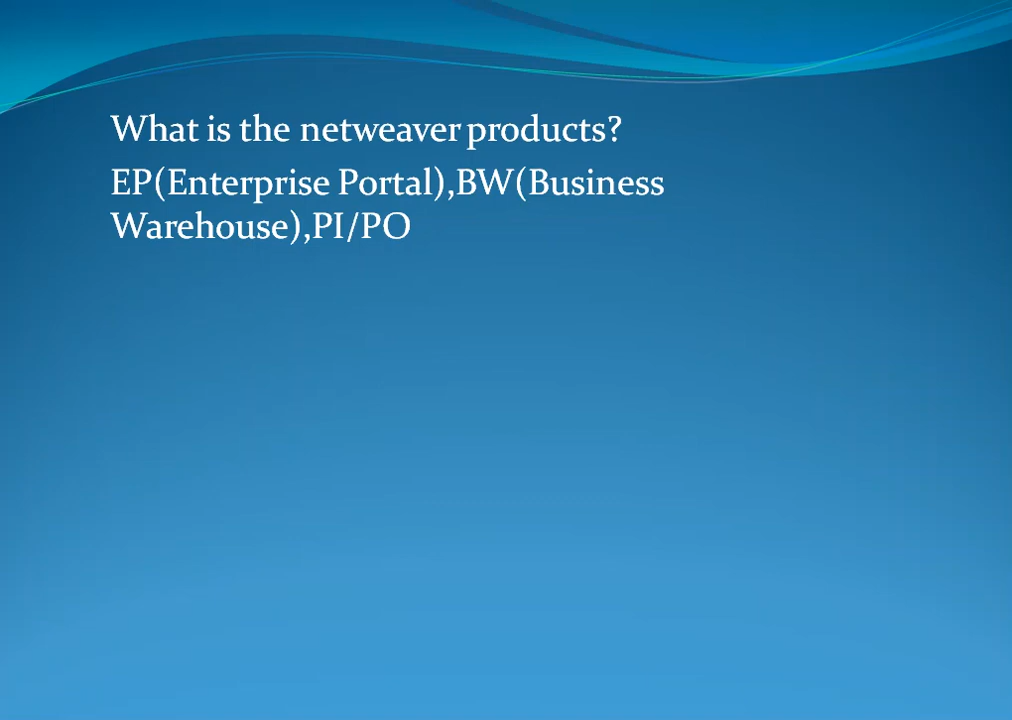 What is the netweaver products?
EP(Enterprise Portal),BW(Business
Warehouse),PI/PO